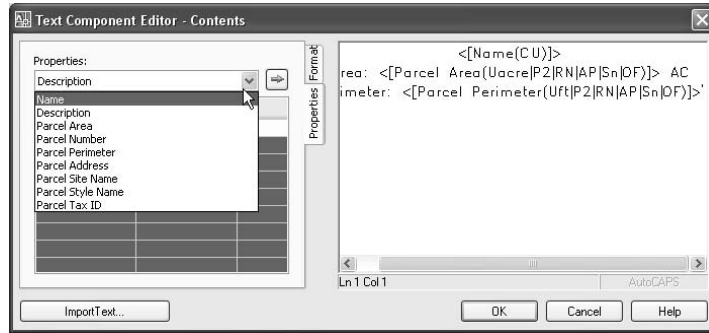 Text Component Editor - Contents
Properties:
Description
Name
Description
Parcel Area
Parcel Number
Parcel Perimeter
Parcel Address
Parcel Site Name
Parcel Style Name
Parcel Tax ID
Format
Properties
<[Name(CU)]>
rea: <[Parcel Area(Uacre|P2|RN|AP|Sn|OF)]> AC
imeter: <[Parcel Perimeter(Uft|P2|RN|AP|Sn|OF)]>'
Ln 1 Col 1
AutoCAPS
ImportText...
OK
Cancel
Help